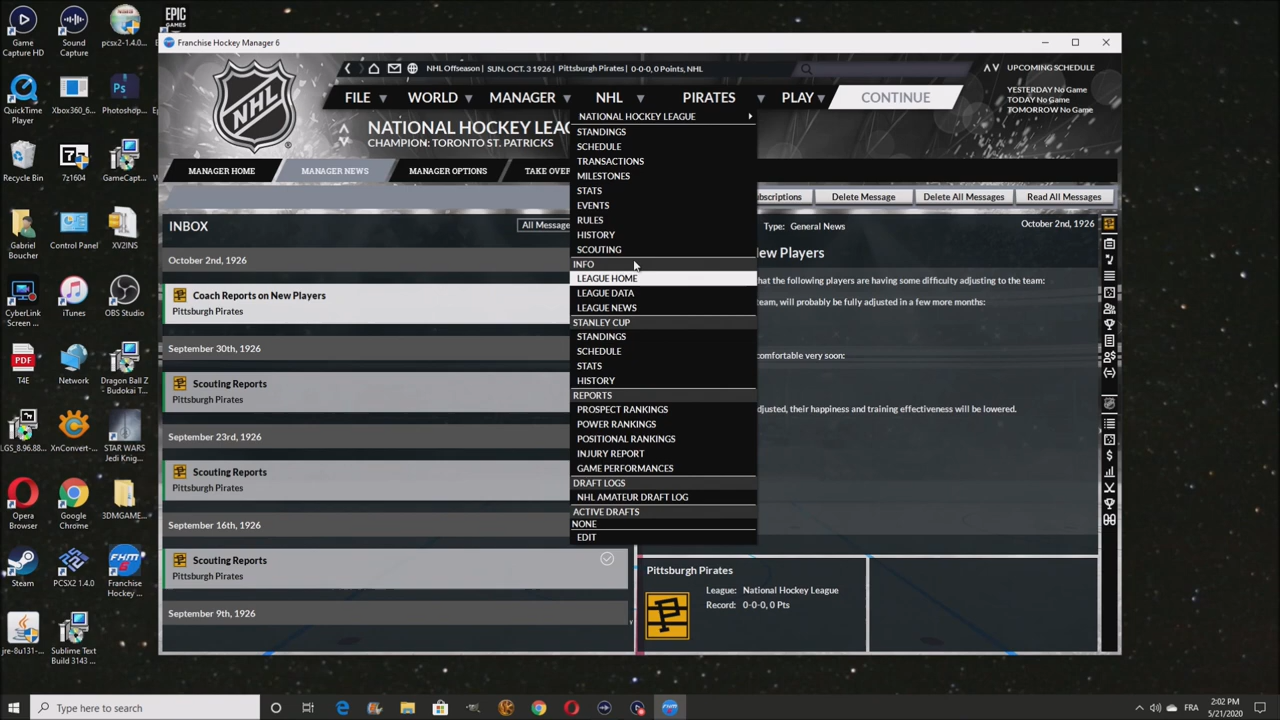 Game
Capture HD
Sound
Capture
pcsx2-1.4.0...
EPIC
GAMES
QuickTime
Player
Xbox360_...
Photoshop...
Recycle Bin
7z1604
GameCapt...
Gabriel
Boucher
Control Panel
XV2INS
CyberLink
Screen ...
iTunes
OBS Studio
PDF
T4E
Network
Dragon Ball Z
- Budokai T...
LGS_8.96.88...
XnConvert-...
STAR WARS
Jedi Knig...
Opera
Browser
Google
Chrome
3DMGAME...
Steam
PCSX2 1.4.0
FHM
Franchise
Hockey ...
jre-8u131-...
Sublime Text
Build 3143 ...
Franchise Hockey Manager 6
NHL Offseason | SUN. OCT. 3 1926 | Pittsburgh Pirates | 0-0-0, 0 Points, NHL
UPCOMING SCHEDULE
YESTERDAY No Game
TODAY No Game
TOMORROW No Game
NHL
FILE
WORLD
MANAGER
NHL
PIRATES
PLAY
CONTINUE
NATIONAL HOCKEY LEAG
CHAMPION: TORONTO ST. PATRICKS
MANAGER HOME
MANAGER NEWS
MANAGER OPTIONS
TAKE OVER
NATIONAL HOCKEY LEAGUE
STANDINGS
SCHEDULE
TRANSACTIONS
MILESTONES
STATS
EVENTS
RULES
HISTORY
SCOUTING
INFO
LEAGUE HOME
LEAGUE DATA
LEAGUE NEWS
STANLEY CUP
STANDINGS
SCHEDULE
STATS
HISTORY
REPORTS
PROSPECT RANKINGS
POWER RANKINGS
POSITIONAL RANKINGS
INJURY REPORT
GAME PERFORMANCES
DRAFT LOGS
NHL AMATEUR DRAFT LOG
ACTIVE DRAFTS
NONE
EDIT
ubscriptions
Delete Message
Delete All Messages
Read All Messages
INBOX
All Message
October 2nd, 1926
Coach Reports on New Players
Pittsburgh Pirates
September 30th, 1926
Scouting Reports
Pittsburgh Pirates
September 23rd, 1926
Scouting Reports
Pittsburgh Pirates
September 16th, 1926
Scouting Reports
Pittsburgh Pirates
September 9th, 1926
Type: General News
October 2nd, 1926
ew Players
that the following players are having some difficulty adjusting to the team:
team, will probably be fully adjusted in a few more months:
comfortable very soon:
djusted, their happiness and training effectiveness will be lowered.
Pittsburgh Pirates
League: National Hockey League
Record: 0-0-0, 0 Pts
Type here to search
FRA
2:02 PM
5/21/2020